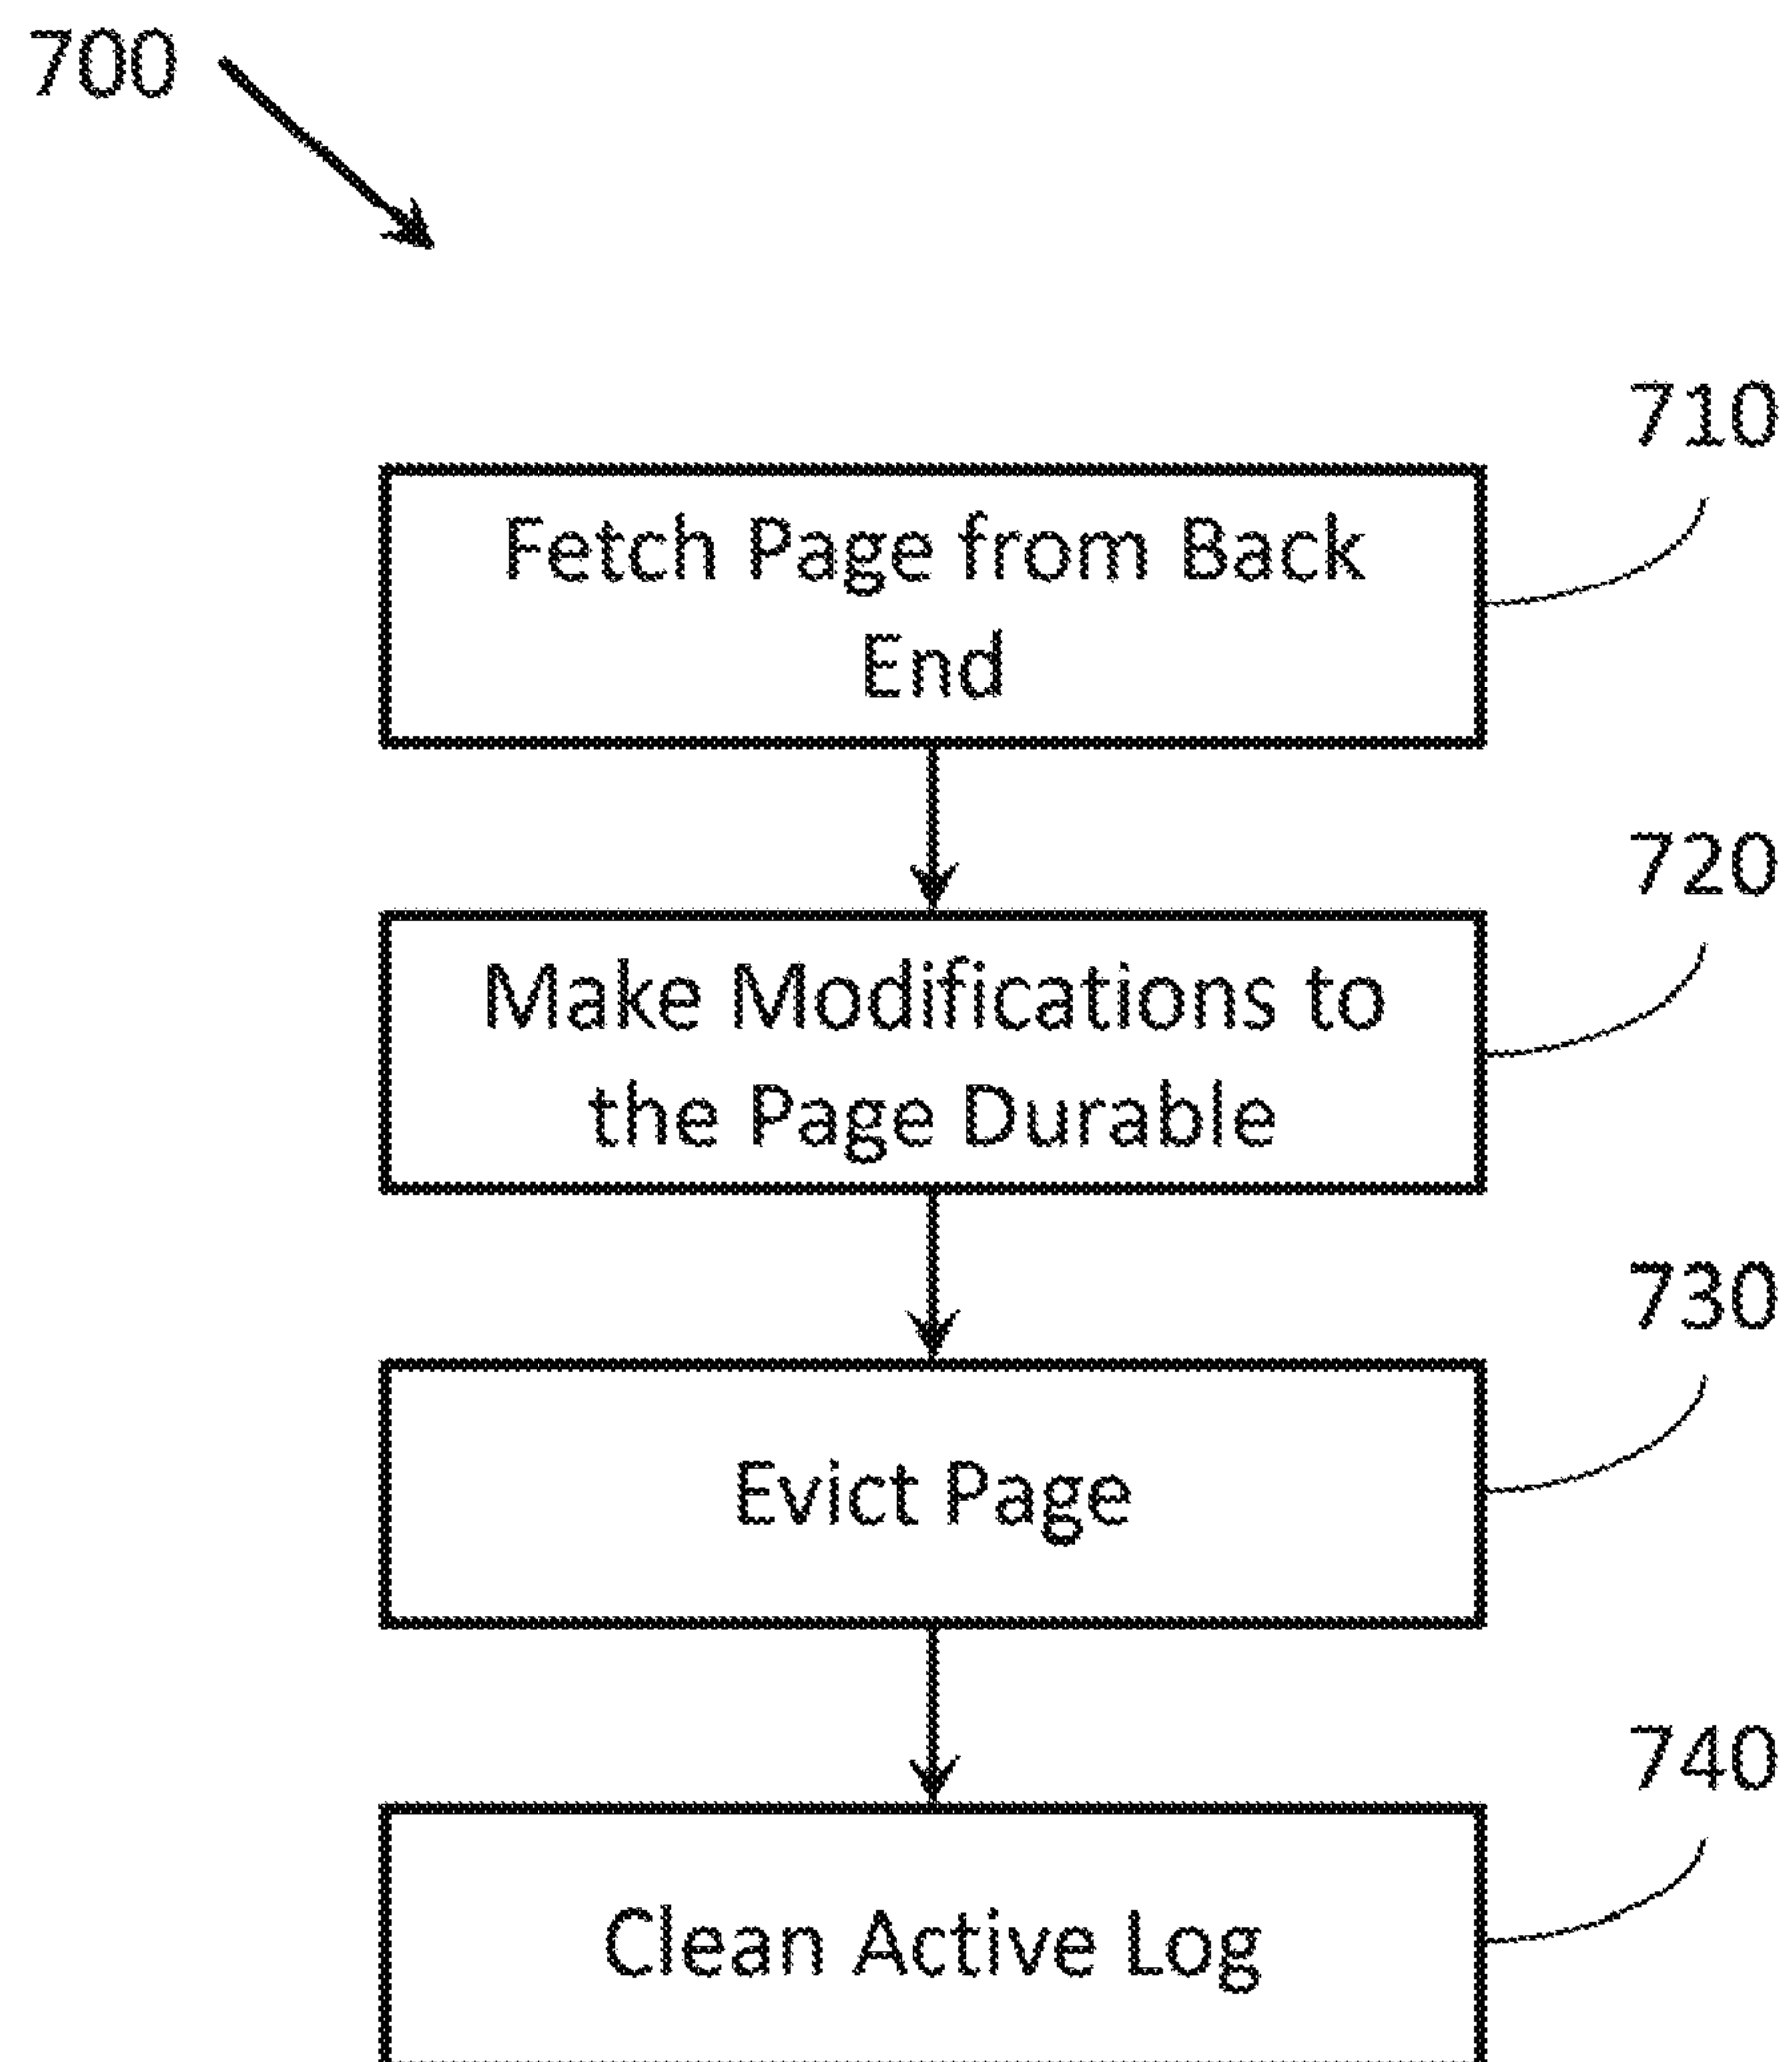 700
710
Fetch Page from Back
End
720
Make Modifications to
the Page Durable
730
Evict Page
740
Clean Active Log